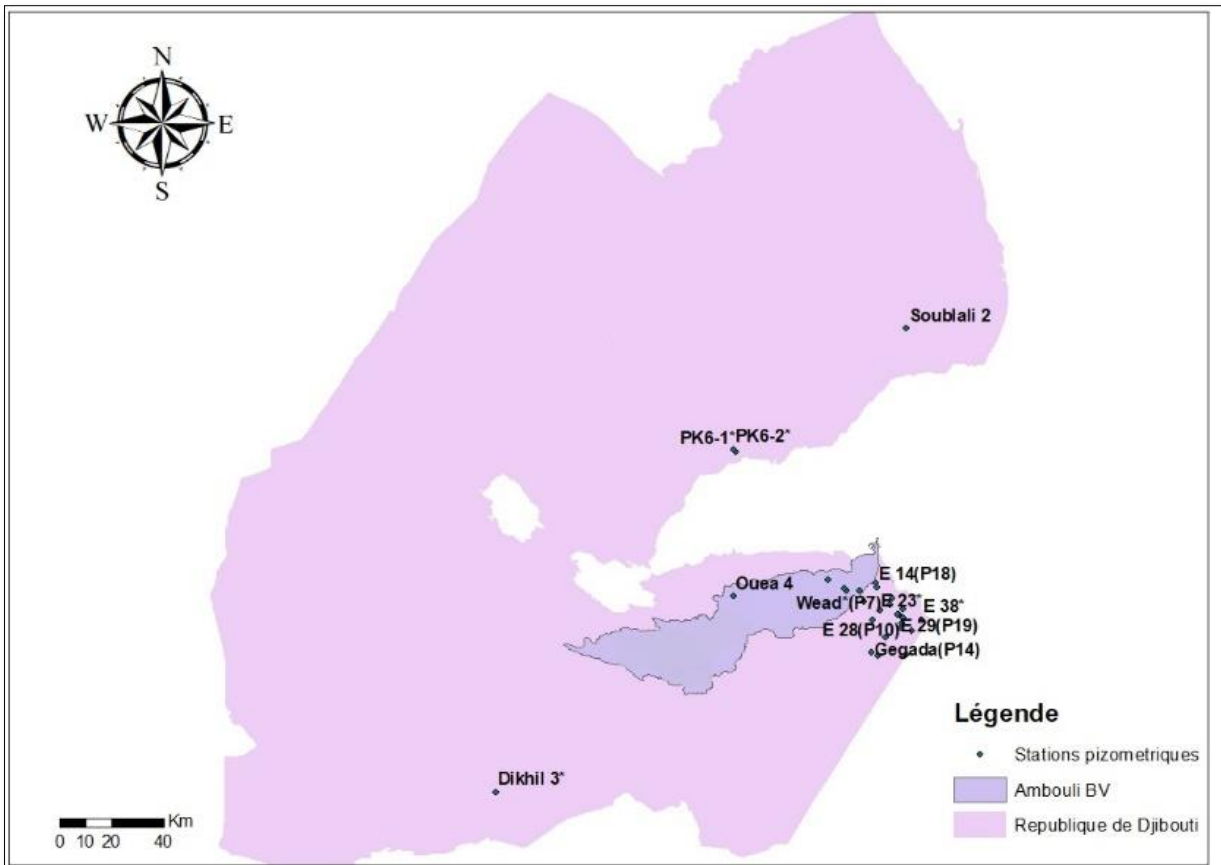 N
W E
S
Soublali 2
PK6-1*PK6-2*
E 14(P18)
Ouea 4
Wead*(P7) E 23*
E 38*
E 28(P10) E 29(P19)
Gegada(P14)
Légende
Stations pizometriques
Ambouli BV
Republique de Djibouti
Dikhil 3*
Km
0 10 20 40